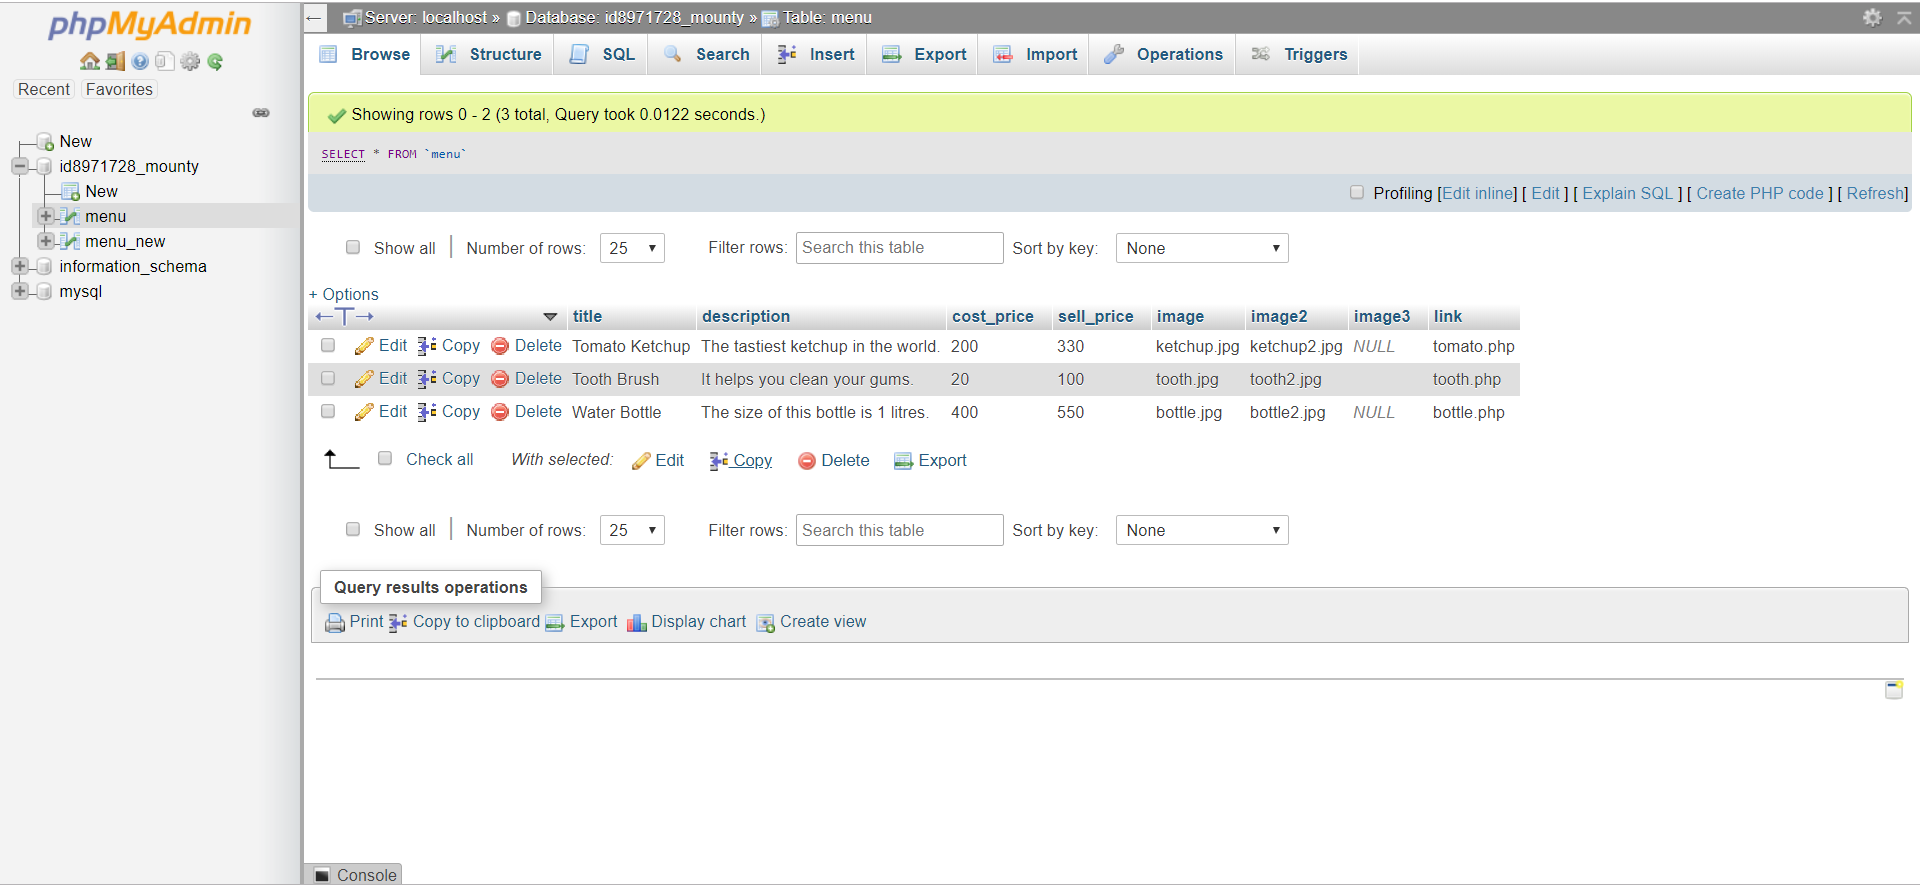 phpMyAdmin
Recent Favorites
New
id8971728_mounty
New
menu
menu_new
information_schema
mysql
Server: localhost » Database: id8971728_mounty » Table: menu
Browse Structure SQL Search Insert Export Import Operations Triggers
Showing rows 0 - 2 (3 total, Query took 0.0122 seconds.)
SELECT * FROM `menu`
Profiling [Edit inline] [ Edit ] [ Explain SQL ] [ Create PHP code ] [ Refresh]
Show all | Number of rows: 25 Filter rows: Search this table Sort by key: None
+ Options
←T→ title description cost_price sell_price image image2 image3 link
Edit Copy Delete Tomato Ketchup The tastiest ketchup in the world. 200 330 ketchup.jpg ketchup2.jpg NULL tomato.php
Edit Copy Delete Tooth Brush It helps you clean your gums. 20 100 tooth.jpg tooth2.jpg tooth.php
Edit Copy Delete Water Bottle The size of this bottle is 1 litres. 400 550 bottle.jpg bottle2.jpg NULL bottle.php
Check all With selected: Edit Copy Delete Export
Show all | Number of rows: 25 Filter rows: Search this table Sort by key: None
Query results operations
Print Copy to clipboard Export Display chart Create view
Console